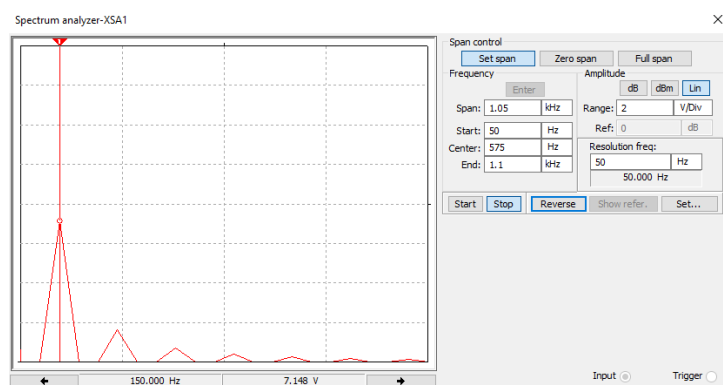 Spectrum analyzer-XSA1
1
Span control
Set span Zero span Full span
Frequency
Enter
Span: 1.05 kHz
Start: 50 Hz
Center: 575 Hz
End: 1.1 kHz
Amplitude
dB dBm Lin
Range: 2 V/Div
Ref: 0 dB
Resolution freq:
50 Hz
50.000 Hz
Start Stop Reverse Show refer. Set...
150.000 Hz 7.148 V
Input Trigger